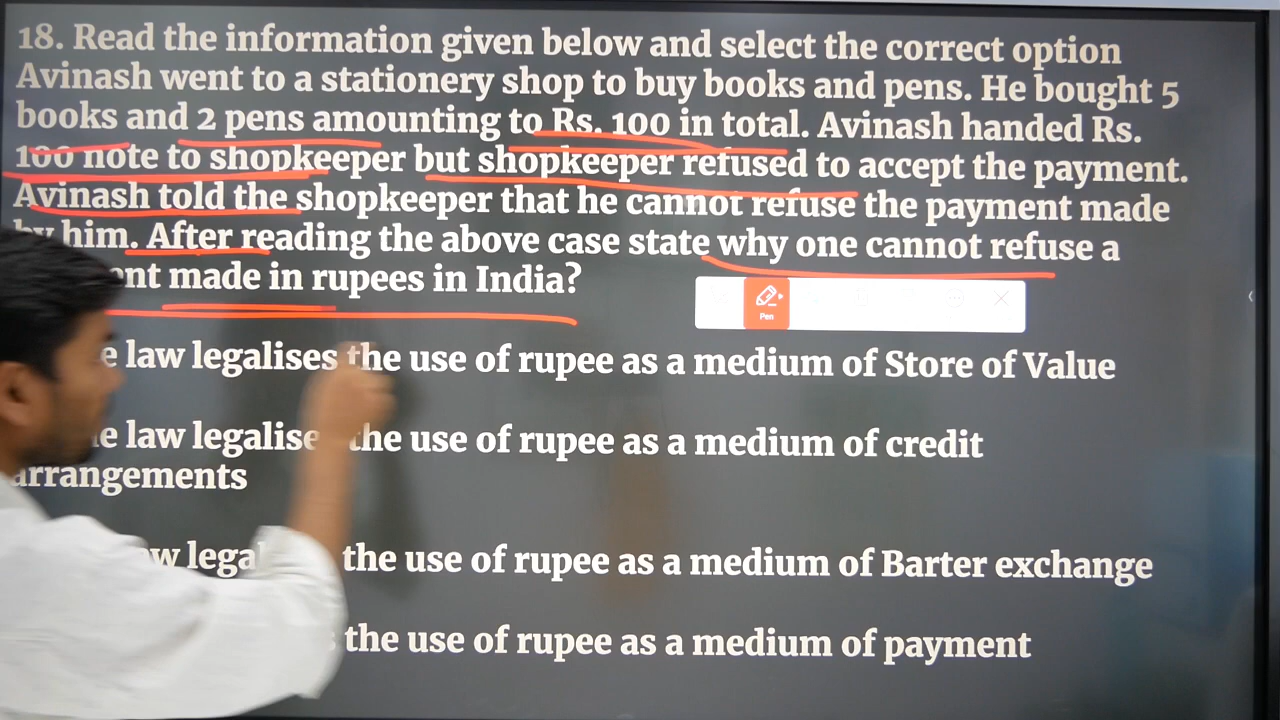 18. Read the information given below and select the correct option
Avinash went to a stationery shop to buy books and pens. He bought 5
books and 2 pens amounting to Rs. 100 in total. Avinash handed Rs.
100 note to shopkeeper but shopkeeper refused to accept the payment.
Avinash told the shopkeeper that he cannot refuse the payment made
by him. After reading the above case state why one cannot refuse a
made in rupees in India?
Pen
law legalises the use of rupee as a medium of Store of Value
law the use of rupee as a medium of credit
arrangements
the use of rupee as a medium of Barter exchange
the use of rupee as a medium of payment